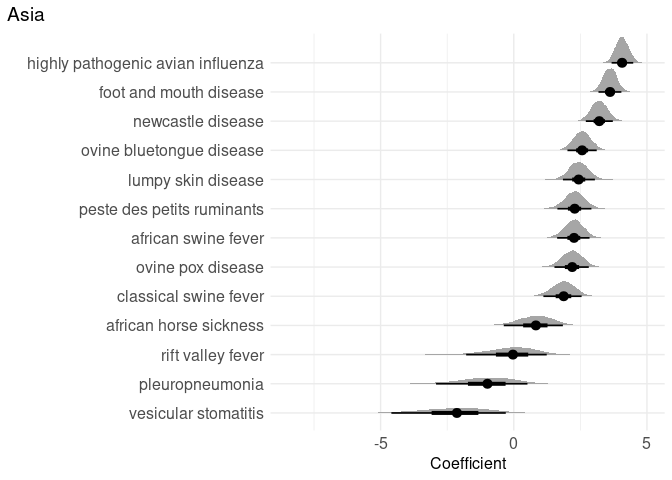 Asia
highly pathogenic avian influenza
foot and mouth disease
newcastle disease
ovine bluetongue disease
lumpy skin disease
peste des petits ruminants
african swine fever
ovine pox disease
classical swine fever
african horse sickness
rift valley fever
pleuropneumonia
vesicular stomatitis
-5 0 5
Coefficient